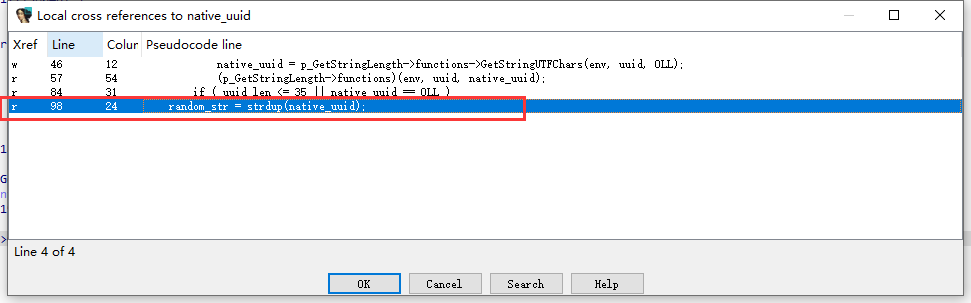 Local cross references to native_uuid
Xref Line Colur Pseudocode line
w 46 12 native_uuid = p_GetStringLength->functions->GetStringUTFChars(env, uuid, 0LL);
r 57 54 (p_GetStringLength->functions)(env, uuid, native_uuid);
r 84 31 if ( uuid_len <= 35 || native_uuid == 0LL )
r 98 24 random_str = strdup(native_uuid);
Line 4 of 4
OK Cancel Search Help